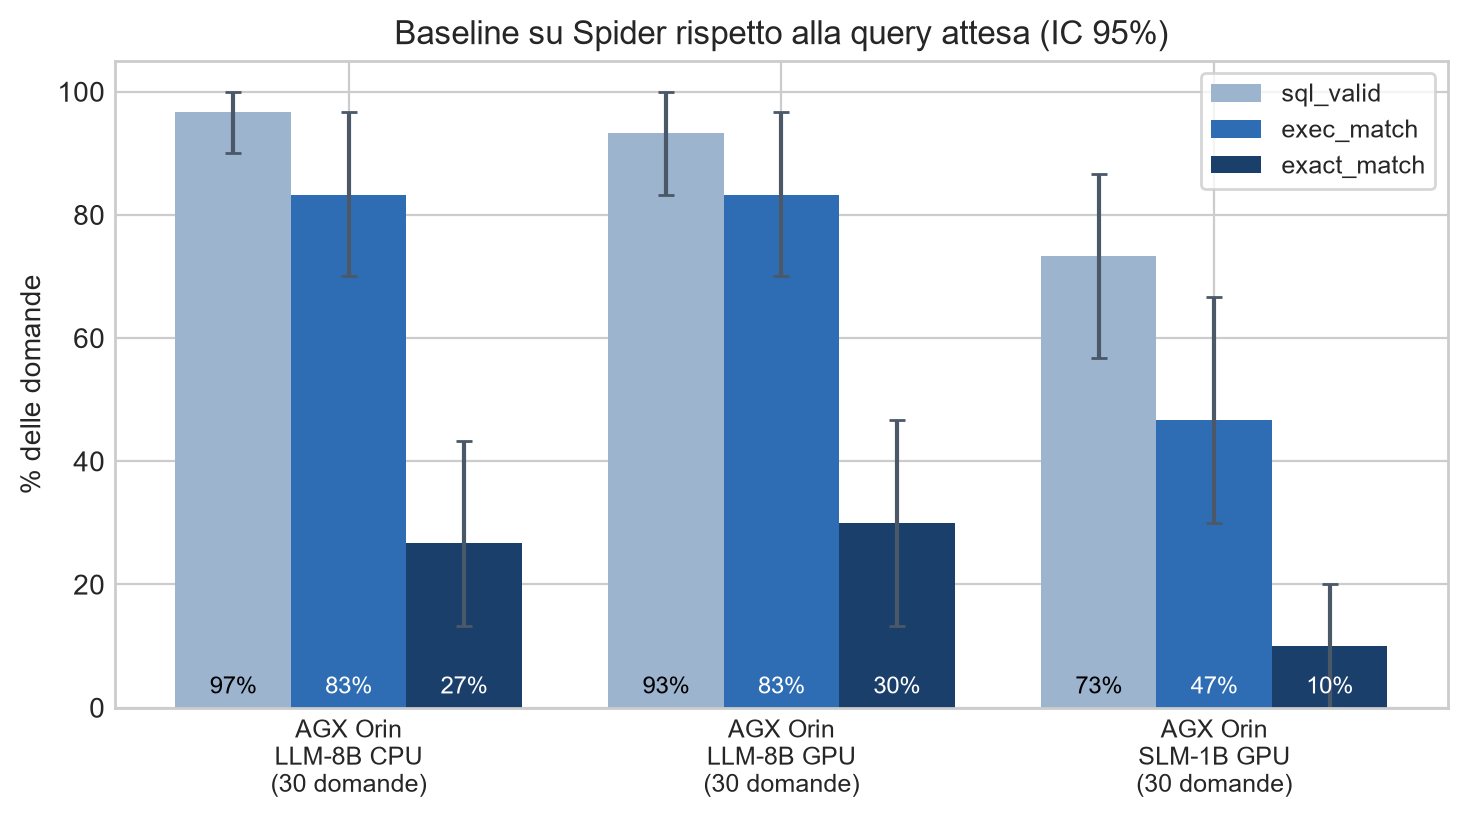 Baseline su Spider rispetto alla query attesa (IC 95%)
sql_valid
exec_match
exact_match
% delle domande
100
80
60
40
20
0
97%
83%
27%
93%
83%
30%
73%
47%
10%
AGX Orin
LLM-8B CPU
(30 domande)
AGX Orin
LLM-8B GPU
(30 domande)
AGX Orin
SLM-1B GPU
(30 domande)